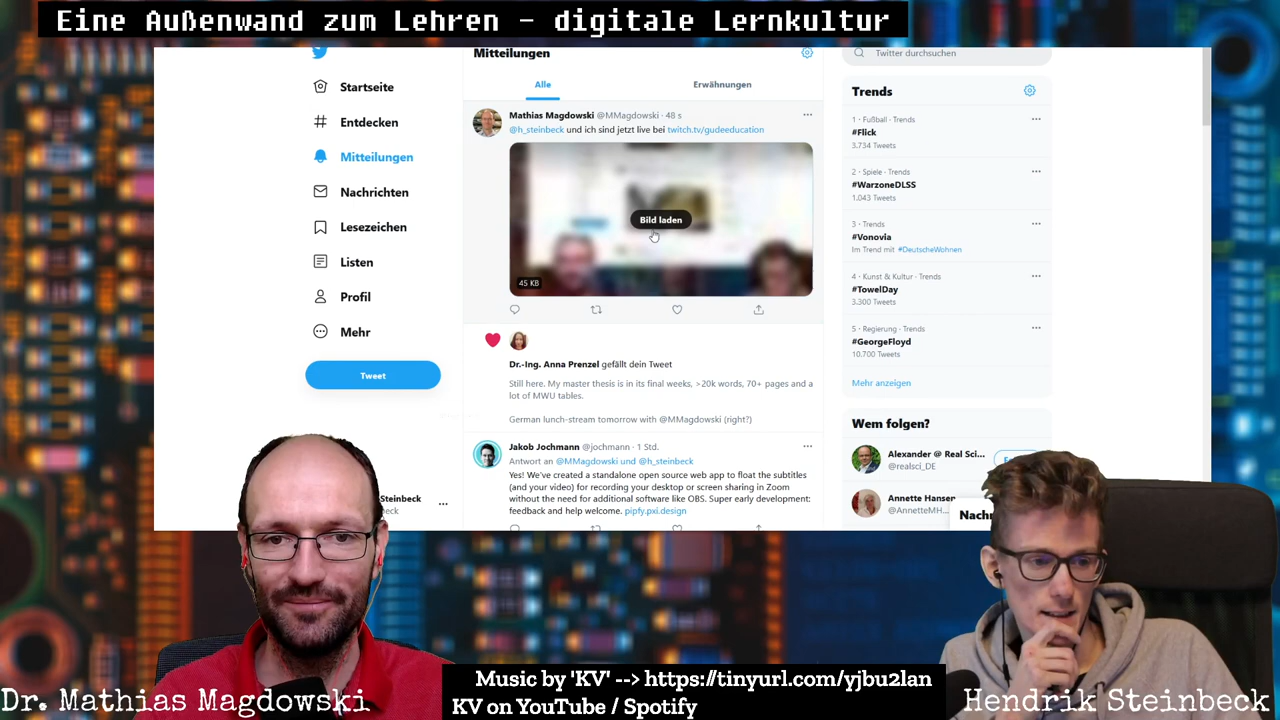 Eine Außenwand zum Lehren - digitale Lernkultur
Startseite
Entdecken
Mitteilungen
Nachrichten
Lesezeichen
Listen
Profil
Mehr
Tweet
Steinbeck
Mitteilungen
Alle
Erwähnungen
Mathias Magdowski @MMagdowski · 48 s
@h_steinbeck und ich sind jetzt live bei twitch.tv/gudeeducation
Bild laden
45 KB
Dr.-Ing. Anna Prenzel gefällt dein Tweet
Still here. My master thesis is in its final weeks, >20k words, 70+ pages and a
lot of MWU tables.
German lunch-stream tomorrow with @MMagdowski (right?)
Jakob Jochmann @jochmann · 1 Std.
Antwort an @MMagdowski und @h_steinbeck
Yes! We've created a standalone open source web app to float the subtitles
(and your video) for recording your desktop or screen sharing in Zoom
without the need for additional software like OBS. Super early development:
feedback and help welcome. pipfy.pxi.design
Twitter durchsuchen
Trends
1 · Fußball · Trends
#Flick
3.734 Tweets
2 · Spiele · Trends
#WarzoneDLSS
1.043 Tweets
3 · Trends
#Vonovia
Im Trend mit #DeutscheWohnen
4 · Kunst & Kultur · Trends
#TowelDay
3.300 Tweets
5 · Regierung · Trends
#GeorgeFloyd
10.700 Tweets
Mehr anzeigen
Wem folgen?
Alexander @ Real Sci...
@realsci_DE
Annette Hansen
@AnnetteMH...
Dr. Mathias Magdowski
Music by 'KV' --> https://tinyurl.com/yjbu2lan
KV on YouTube / Spotify
Hendrik Steinbeck